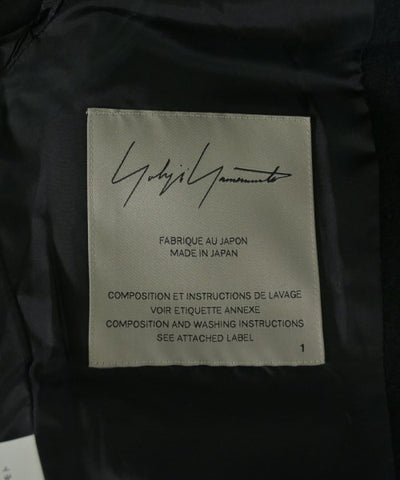 Yohji Yamamoto
FABRIQUE AU JAPON
MADE IN JAPAN
COMPOSITION ET INSTRUCTIONS DE LAVAGE
VOIR ETIQUETTE ANNEXE
COMPOSITION AND WASHING INSTRUCTIONS
SEE ATTACHED LABEL
1